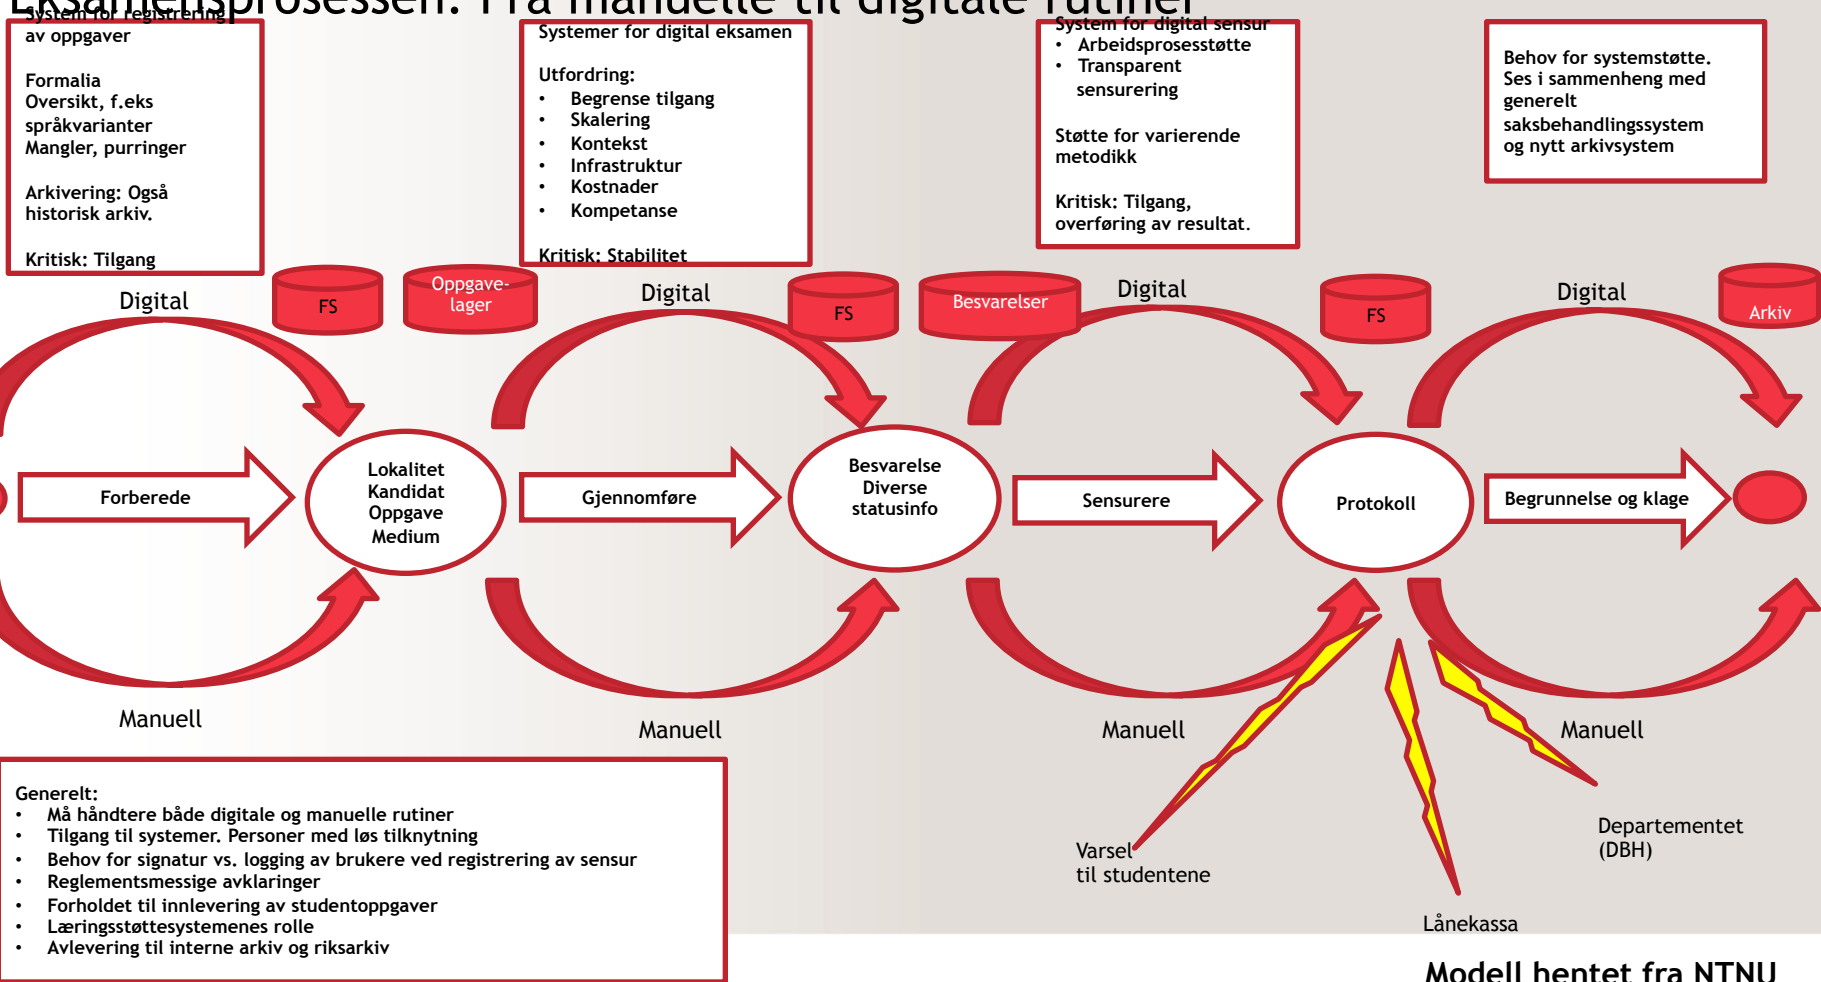 Eksamensprosessen: Fra manuelle til digitale rutiner
System for registrering
av oppgaver
Formalia
Oversikt, f.eks
språkvarianter
Mangler, purringer
Arkivering: Også
historisk arkiv.
Kritisk: Tilgang
Systemer for digital eksamen
Utfordring:
• Begrense tilgang
• Skalering
• Kontekst
• Infrastruktur
• Kostnader
• Kompetanse
Kritisk: Stabilitet
System for digital sensur
• Arbeidsprosesstøtte
• Transparent
sensurering
Støtte for varierende
metodikk
Kritisk: Tilgang,
overføring av resultat.
Behov for systemstøtte.
Ses i sammenheng med
generelt
saksbehandlingssystem
og nytt arkivsystem
Digital
FS
Oppgave-
lager
Digital
FS
Besvarelser
Digital
FS
Digital
Arkiv
Forberede
Lokalitet
Kandidat
Oppgave
Medium
Gjennomføre
Besvarelse
Diverse
statusinfo
Sensurere
Protokoll
Begrunnelse og klage
Manuell
Manuell
Manuell
Manuell
Generelt:
• Må håndtere både digitale og manuelle rutiner
• Tilgang til systemer. Personer med løs tilknytning
• Behov for signatur vs. logging av brukere ved registrering av sensur
• Reglementsmessige avklaringer
• Forholdet til innlevering av studentoppgaver
• Læringsstøttesystemenes rolle
• Avlevering til interne arkiv og riksarkiv
Varsel
til studentene
Lånekassa
Departementet
(DBH)
Modell hentet fra NTNU